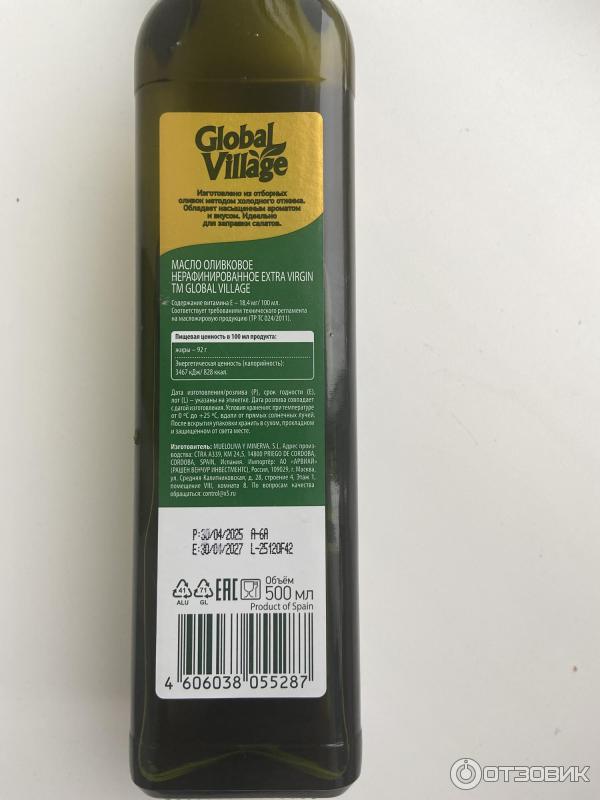 Global
Village
Изготовлено из отборных
оливок методом холодного отжима.
Обладает насыщенным ароматом
и вкусом. Идеально
для заправки салатов.
МАСЛО ОЛИВКОВОЕ
НЕРАФИНИРОВАННОЕ EXTRA VIRGIN
TM GLOBAL VILLAGE
Содержание витамина Е – 18,4 мг/ 100 мл.
Соответствует требованиям технического регламента
на масложировую продукцию (ТР ТС 024/2011).
Пищевая ценность в 100 мл продукта:
жиры – 92 г
Энергетическая ценность (калорийность):
3467 кДж/ 828 ккал.
Дата изготовления/розлива (P), срок годности (E),
лот (L) – указаны на этикетке. Дата розлива совпадает
с датой изготовления. Условия хранения: при температуре
от 0 ºC до +25 ºC, вдали от прямых солнечных лучей.
После вскрытия упаковки хранить в сухом, прохладном
и защищенном от света месте.
Изготовитель: MUELOLIVA Y MINERVA, S.L. Адрес произ-
водства: CTRA A339, KM 24,5, 14800 PRIEGO DE CORDOBA,
CORDOBA, SPAIN, Испания. Импортёр: АО «АРВИАЙ»
(РАШЕН ВЕНЧУР ИНВЕСТМЕНТС), Россия, 109029, г. Москва,
ул. Средняя Калитниковская, д. 28, строение 4, Этаж 1,
помещение VIII, комната 8. По вопросам качества
обращаться: control@x5.ru
P:30/04/2025 A-6A
E:30/04/2027 L-25120F42
41 71 EAC Объём
ALU GL 500 мл
Product of Spain
4 606038 055287
ОТЗОВИК